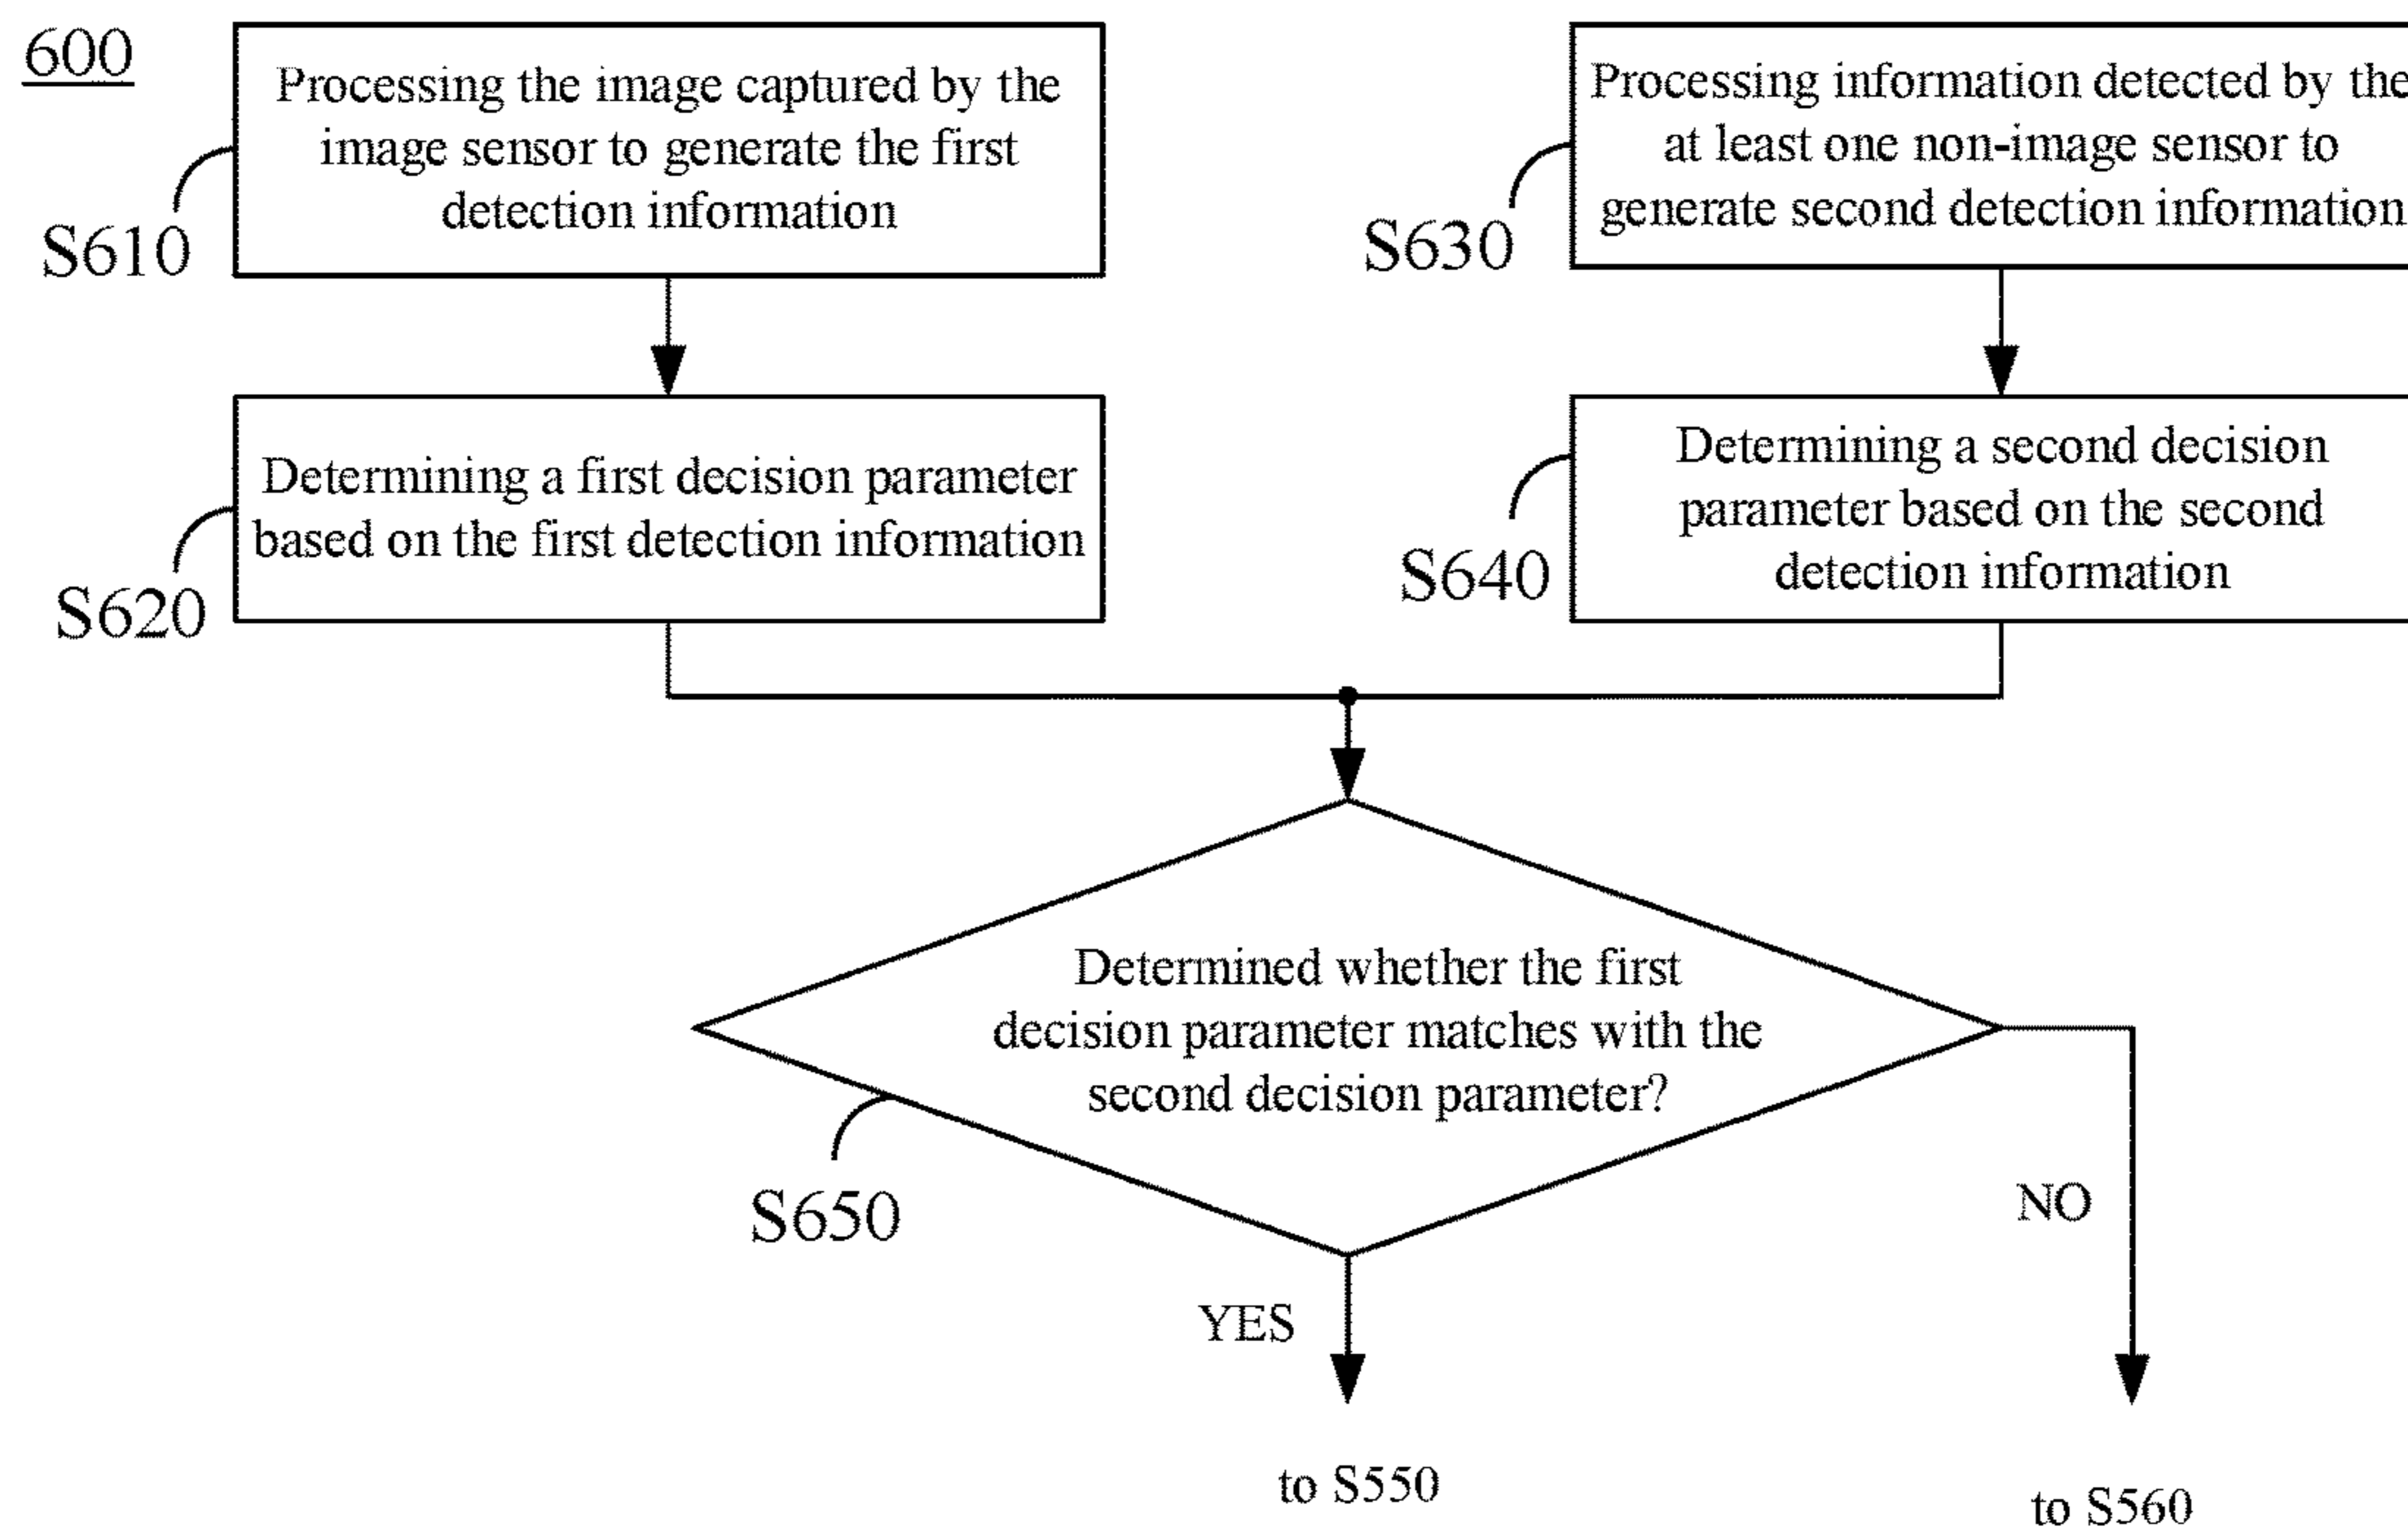 600
Processing the image captured by the
image sensor to generate the first
detection information
S610
Determining a first decision parameter
based on the first detection information
S620
Processing information detected by the
at least one non-image sensor to
generate second detection information
S630
Determining a second decision
parameter based on the second
detection information
S640
Determined whether the first
decision parameter matches with the
second decision parameter?
S650
YES
NO
to S550
to S560